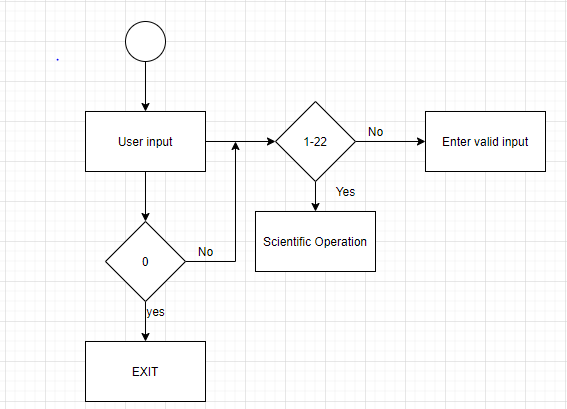 User input
1-22
No
Enter valid input
Yes
Scientific Operation
0
No
yes
EXIT